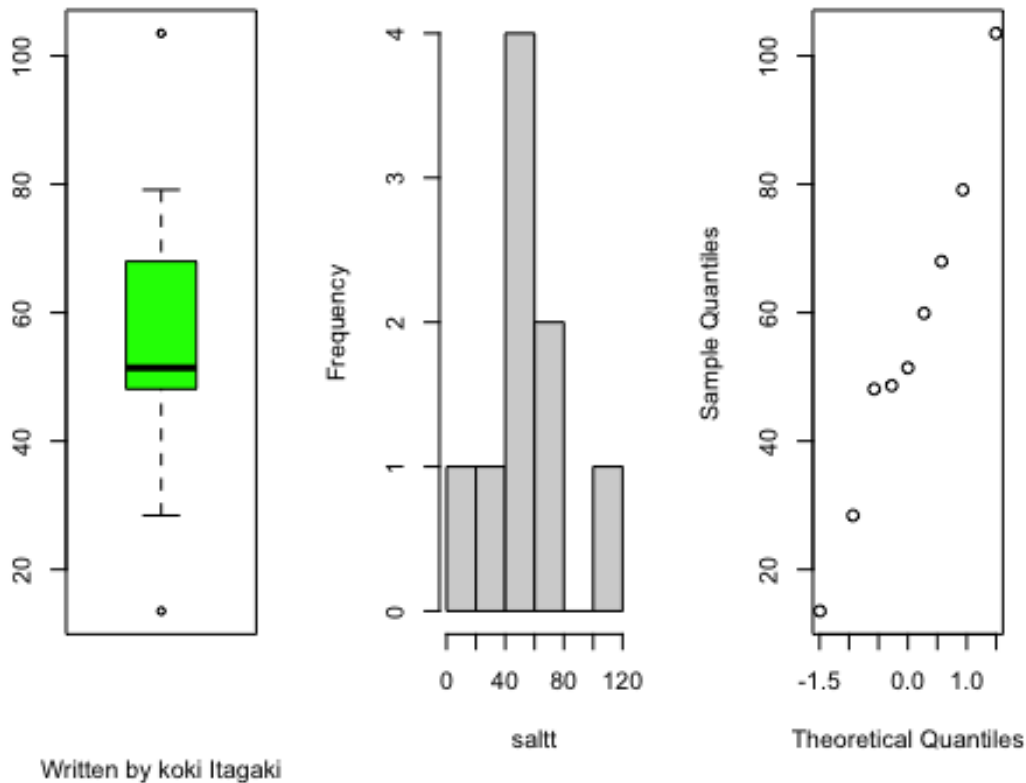 100
80
60
40
20
Written by koki Itagaki
Frequency
4
3
2
1
0
0 40 80 120
saltt
Sample Quantiles
100
80
60
40
20
-1.5 0.0 1.0
Theoretical Quantiles